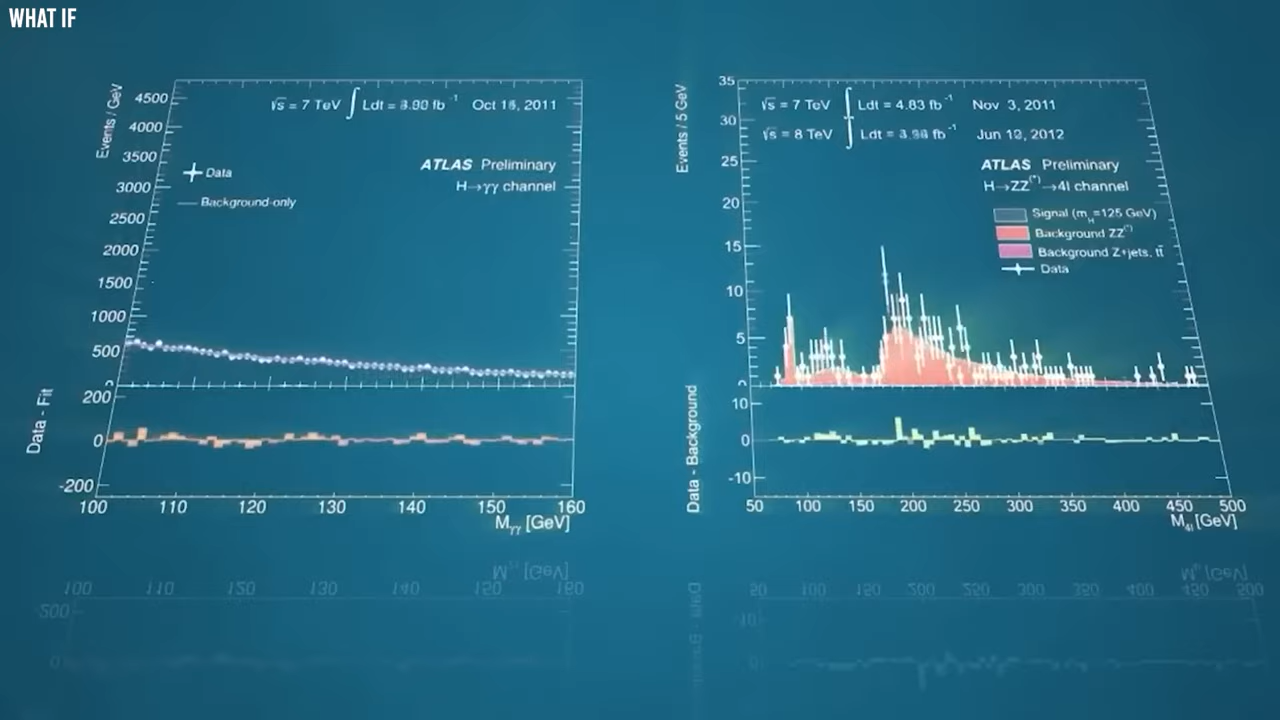 WHAT IF
Events / GeV
4500
4000
3500
3000
2500
2000
1500
1000
500
√s = 7 TeV ∫ Ldt = fb⁻¹ Oct 2011
Data
Background-only
ATLAS Preliminary
H→γγ channel
Data - Fit
200
0
-200
100 110 120 130 140 150 160
Mγγ [GeV]
Events / 5 GeV
35
30
25
20
15
10
5
0
√s = 7 TeV ∫ Ldt = 4.83 fb⁻¹ Nov 3, 2011
√s = 8 TeV ∫ Ldt = fb⁻¹ Jun 2012
ATLAS Preliminary
H→ZZ(*)→4l channel
Signal (mH=125 GeV)
Background ZZ(*)
Background Z+jets, tt̄
Data
Data - Background
10
0
-10
50 100 150 200 250 300 350 400 450 500
M4l [GeV]